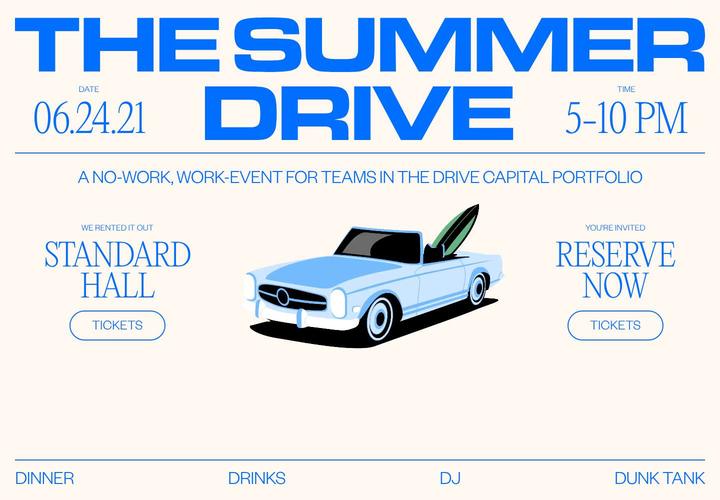 THE SUMMER
DRIVE
DATE
06.24.21
TIME
5-10 PM
A NO-WORK, WORK-EVENT FOR TEAMS IN THE DRIVE CAPITAL PORTFOLIO
WE RENTED IT OUT
STANDARD
HALL
TICKETS
YOU'RE INVITED
RESERVE
NOW
TICKETS
DINNER
DRINKS
DJ
DUNK TANK